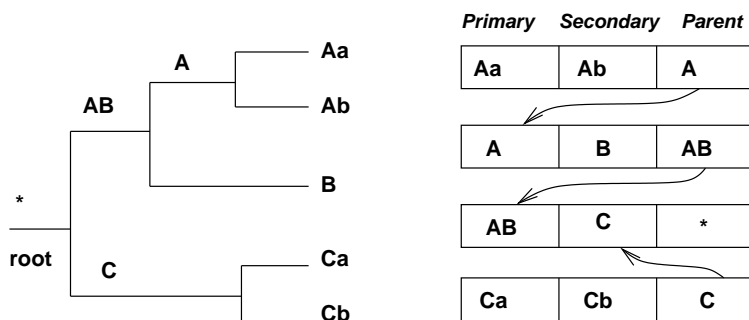 Primary Secondary Parent
Aa Ab A
A B AB
AB C *
Ca Cb C
Aa
A
Ab
AB
B
*
root
C
Ca
Cb